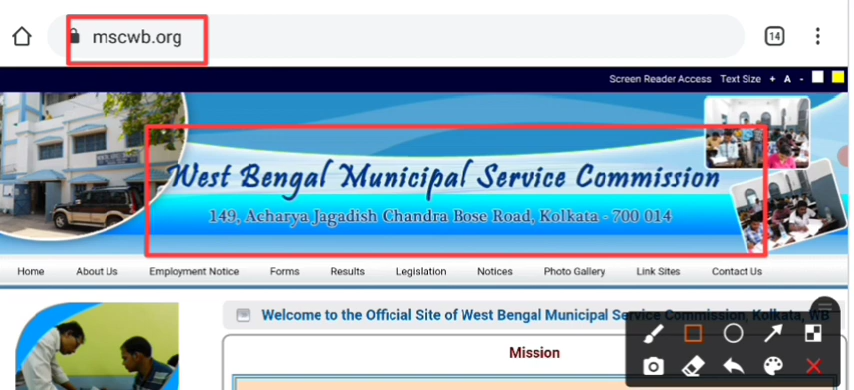 mscwb.org
14
Screen Reader Access Text Size + A -
West Bengal Municipal Service Commission
149, Acharya Jagadish Chandra Bose Road, Kolkata - 700 014
Home About Us Employment Notice Forms Results Legislation Notices Photo Gallery Link Sites Contact Us
Welcome to the Official Site of West Bengal Municipal Service Commission, Kolkata, WB
Mission